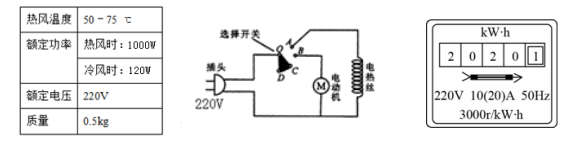 热风温度 50－75 ℃
额定功率 热风时：1000W
冷风时：120W
额定电压 220V
质量 0.5kg
选择开关
A
O
B
C
D
插头
220V
M
电动机
电热丝
kW·h
2 0 2 0 1
220V 10(20)A 50Hz
3000r/kW·h